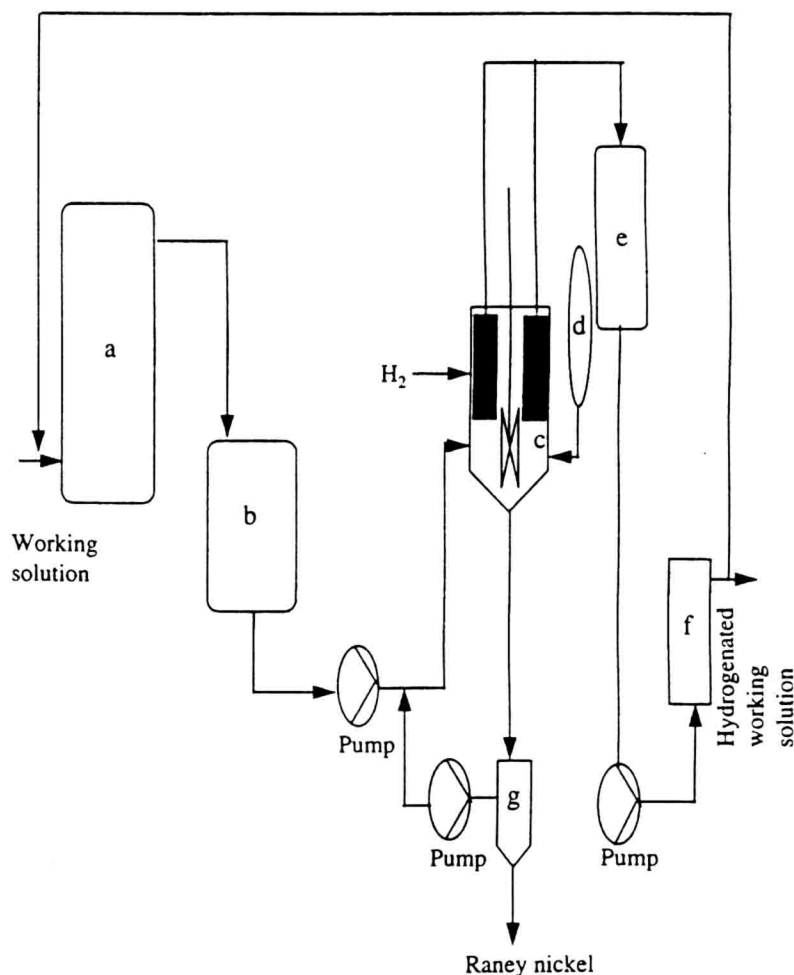 e
d
a
H2
c
b
Working
solution
f
Hydrogenated
working
solution
Pump
g
Pump
Pump
Raney nickel